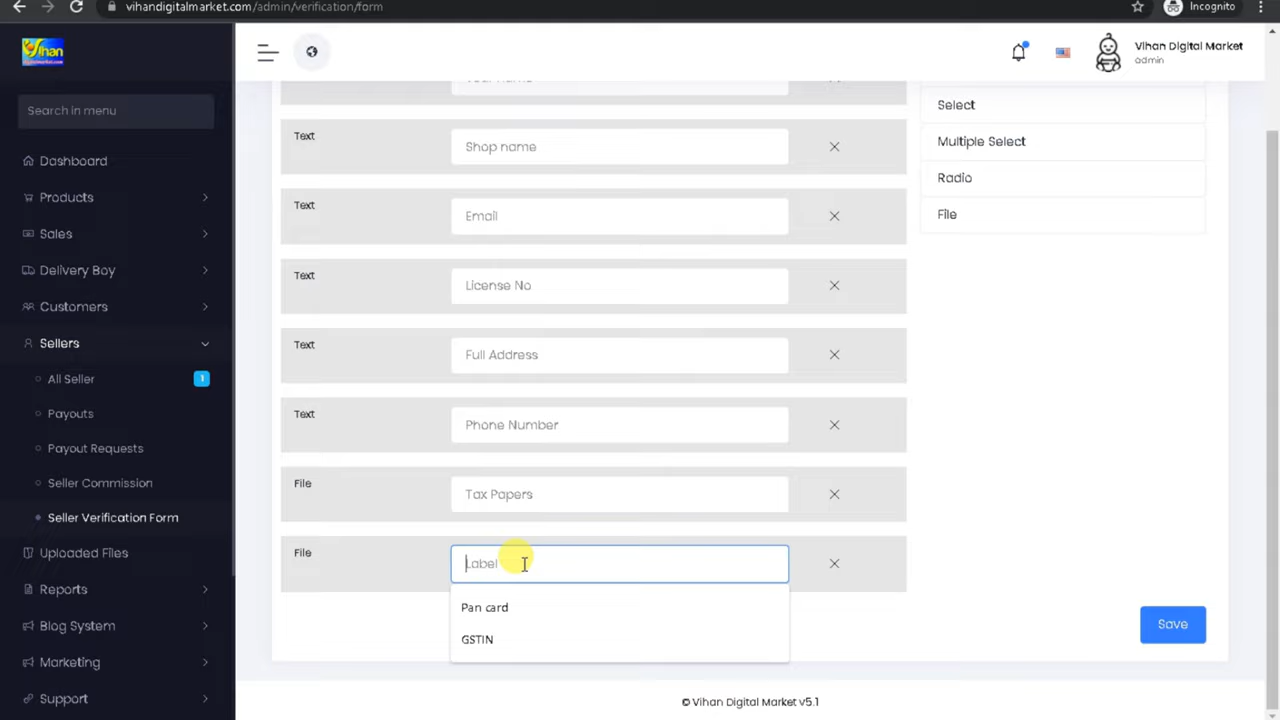 vihandigitalmarket.com/admin/verification/form
Incognito
Vihan
Search in menu
Dashboard
Products
Sales
Delivery Boy
Customers
Sellers
All Seller
1
Payouts
Payout Requests
Seller Commission
Seller Verification Form
Uploaded Files
Reports
Blog System
Marketing
Support
Vihan Digital Market
admin
Text
Shop name
Text
Email
Text
License No
Text
Full Address
Text
Phone Number
File
Tax Papers
File
Label
Pan card
GSTIN
Select
Multiple Select
Radio
File
Save
© Vihan Digital Market v5.1